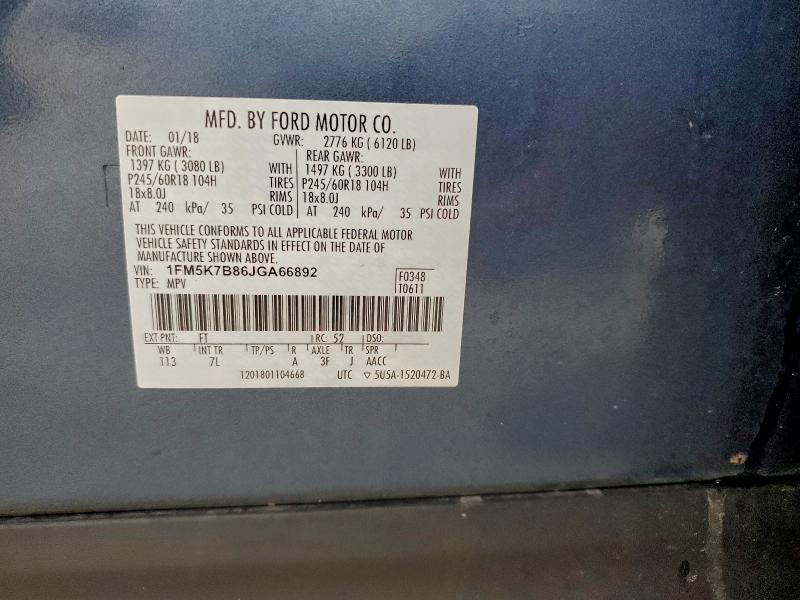 MFD. BY FORD MOTOR CO.
DATE: 01/18 GVWR: 2776 KG ( 6120 LB)
FRONT GAWR: REAR GAWR:
1397 KG ( 3080 LB) WITH 1497 KG ( 3300 LB) WITH
P245/60R18 104H TIRES P245/60R18 104H TIRES
18x8.0J RIMS 18x8.0J RIMS
AT 240 kPa/ 35 PSI COLD AT 240 kPa/ 35 PSI COLD
THIS VEHICLE CONFORMS TO ALL APPLICABLE FEDERAL MOTOR
VEHICLE SAFETY STANDARDS IN EFFECT ON THE DATE OF
MANUFACTURE SHOWN ABOVE.
VIN: 1FM5K7B86JGA66892 F0348
TYPE: MPV T0611
EXT PNT: FT RC: 52 DSO:
WB INT TR TP/PS R AXLE TR SPR
113 7L A 3F J AACC
1201801104668 UTC ▽ 5U5A-1520472-BA